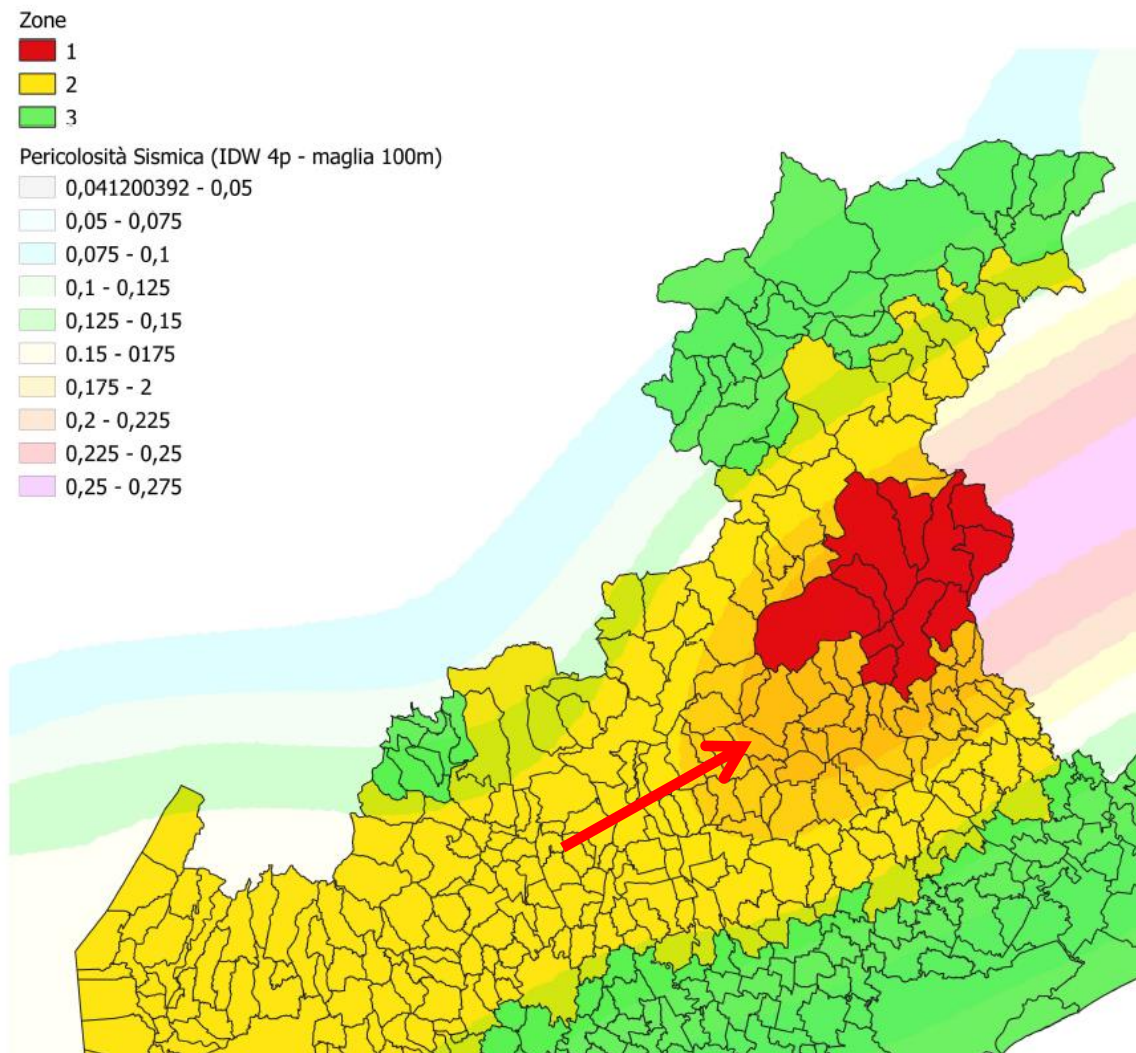 Zone
1
2
3
Pericolosità Sismica (IDW 4p - maglia 100m)
0,041200392 - 0,05
0,05 - 0,075
0,075 - 0,1
0,1 - 0,125
0,125 - 0,15
0.15 - 0175
0,175 - 2
0,2 - 0,225
0,225 - 0,25
0,25 - 0,275